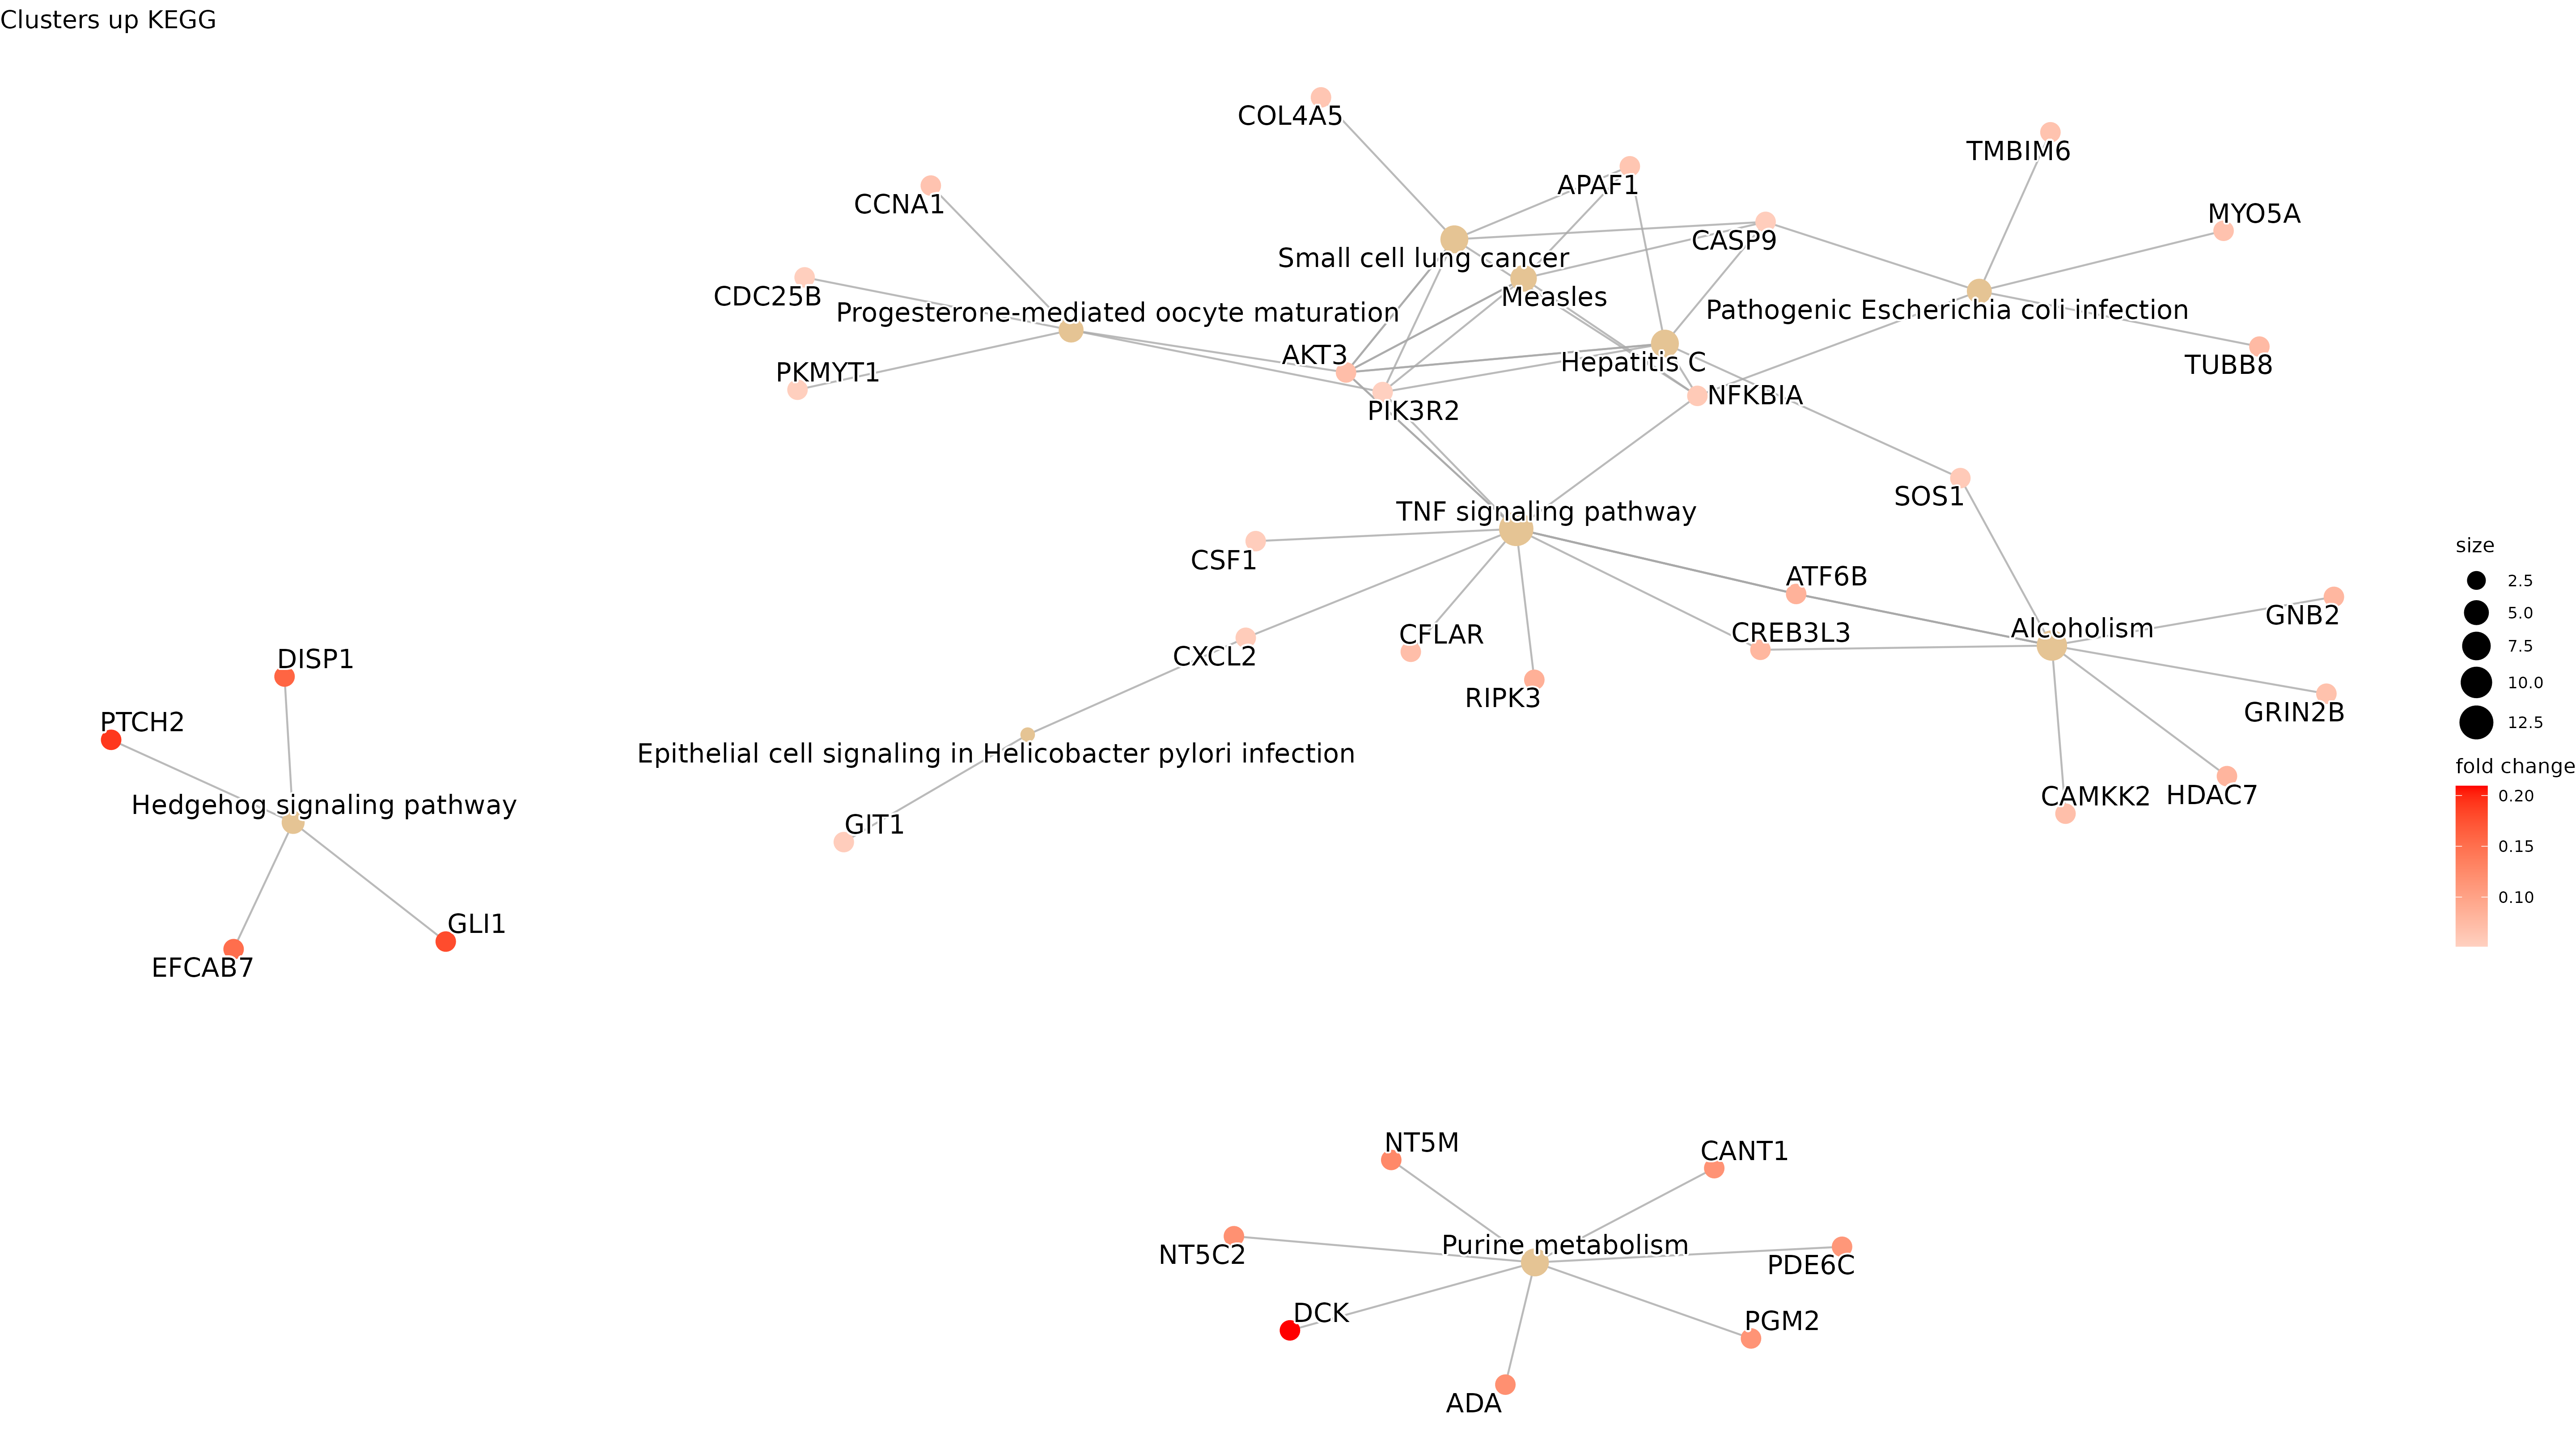 Clusters up KEGG
COL4A5
TMBIM6
APAF1
CCNA1
MYO5A
CASP9
Small cell lung cancer
CDC25B
Measles
Progesterone-mediated oocyte maturation
Pathogenic Escherichia coli infection
AKT3
Hepatitis C
TUBB8
PKMYT1
NFKBIA
PIK3R2
SOS1
TNF signaling pathway
CSF1
ATF6B
GNB2
Alcoholism
CFLAR
CREB3L3
CXCL2
DISP1
RIPK3
GRIN2B
PTCH2
Epithelial cell signaling in Helicobacter pylori infection
CAMKK2
HDAC7
Hedgehog signaling pathway
GIT1
GLI1
EFCAB7
size
2.5
5.0
7.5
10.0
12.5
fold change
0.20
0.15
0.10
NT5M
CANT1
Purine metabolism
NT5C2
PDE6C
DCK
PGM2
ADA